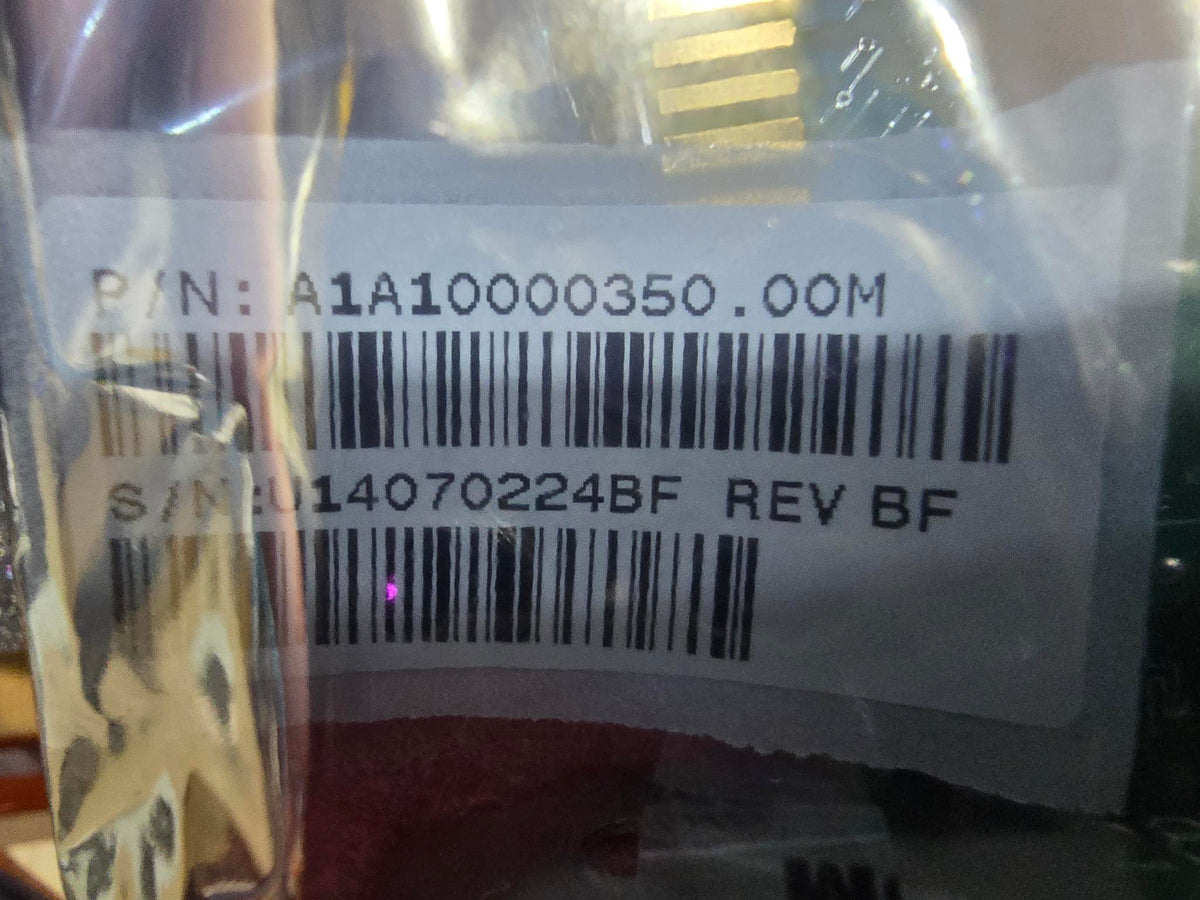 P/N: A1A10000350.00M
S/N:U14070224BF REV BF